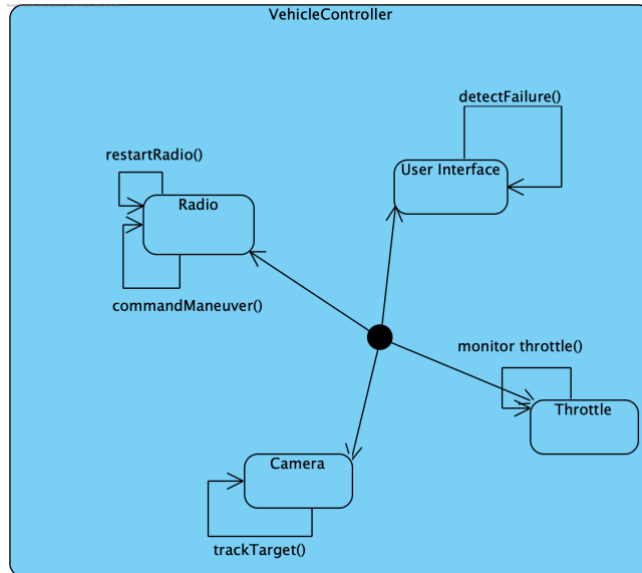 VehicleController
detectFailure()
restartRadio()
User Interface
Radio
commandManeuver()
monitor throttle()
Throttle
Camera
trackTarget()